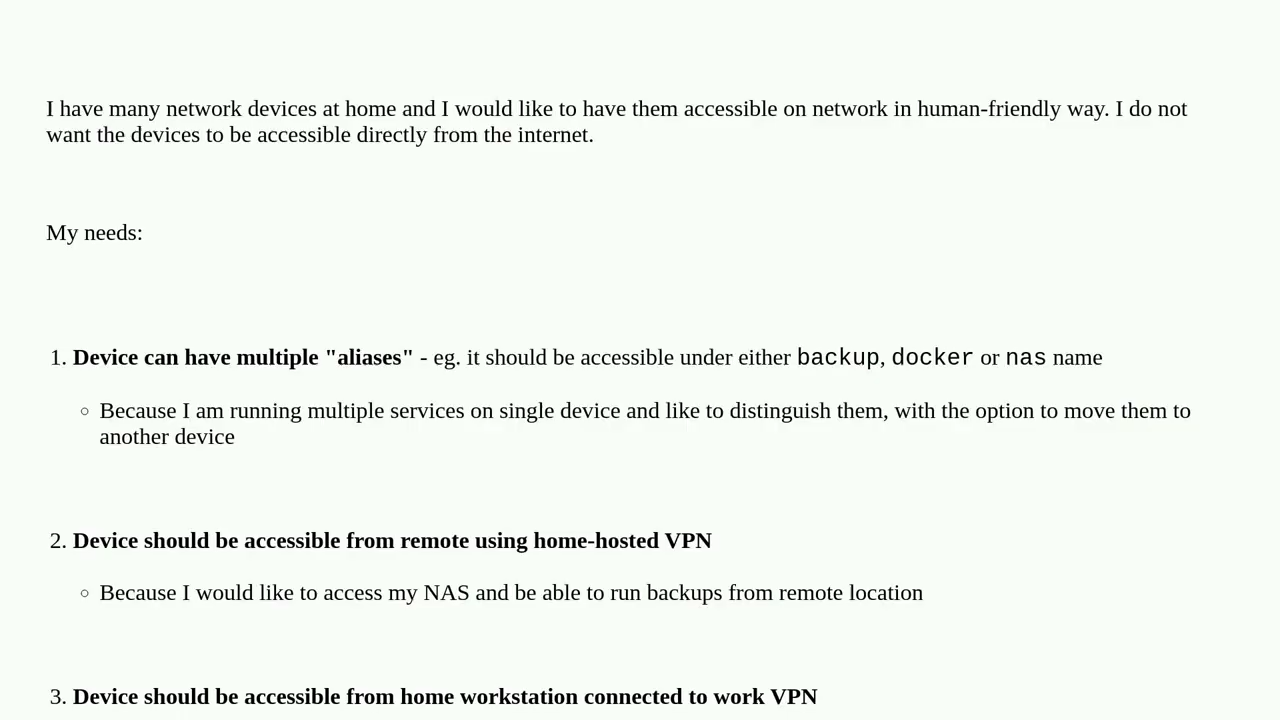 I have many network devices at home and I would like to have them accessible on network in human-friendly way. I do not
want the devices to be accessible directly from the internet.
My needs:
1. Device can have multiple "aliases" - eg. it should be accessible under either backup, docker or nas name
○ Because I am running multiple services on single device and like to distinguish them, with the option to move them to
another device
2. Device should be accessible from remote using home-hosted VPN
○ Because I would like to access my NAS and be able to run backups from remote location
3. Device should be accessible from home workstation connected to work VPN